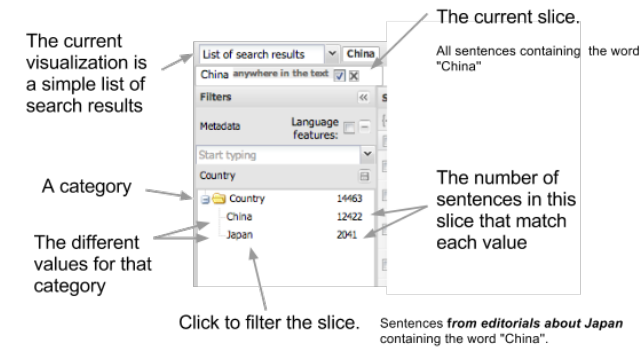 The current slice.
All sentences containing the word
"China"
The current
visualization is
a simple list of
search results
List of search results
China
China anywhere in the text
Filters
S
Metadata
Language
features:
Start typing
Country
A category
Country 14463
China 12422
Japan 2041
The different
values for that
category
The number of
sentences in this
slice that match
each value
Click to filter the slice.
Sentences from editorials about Japan
containing the word "China".